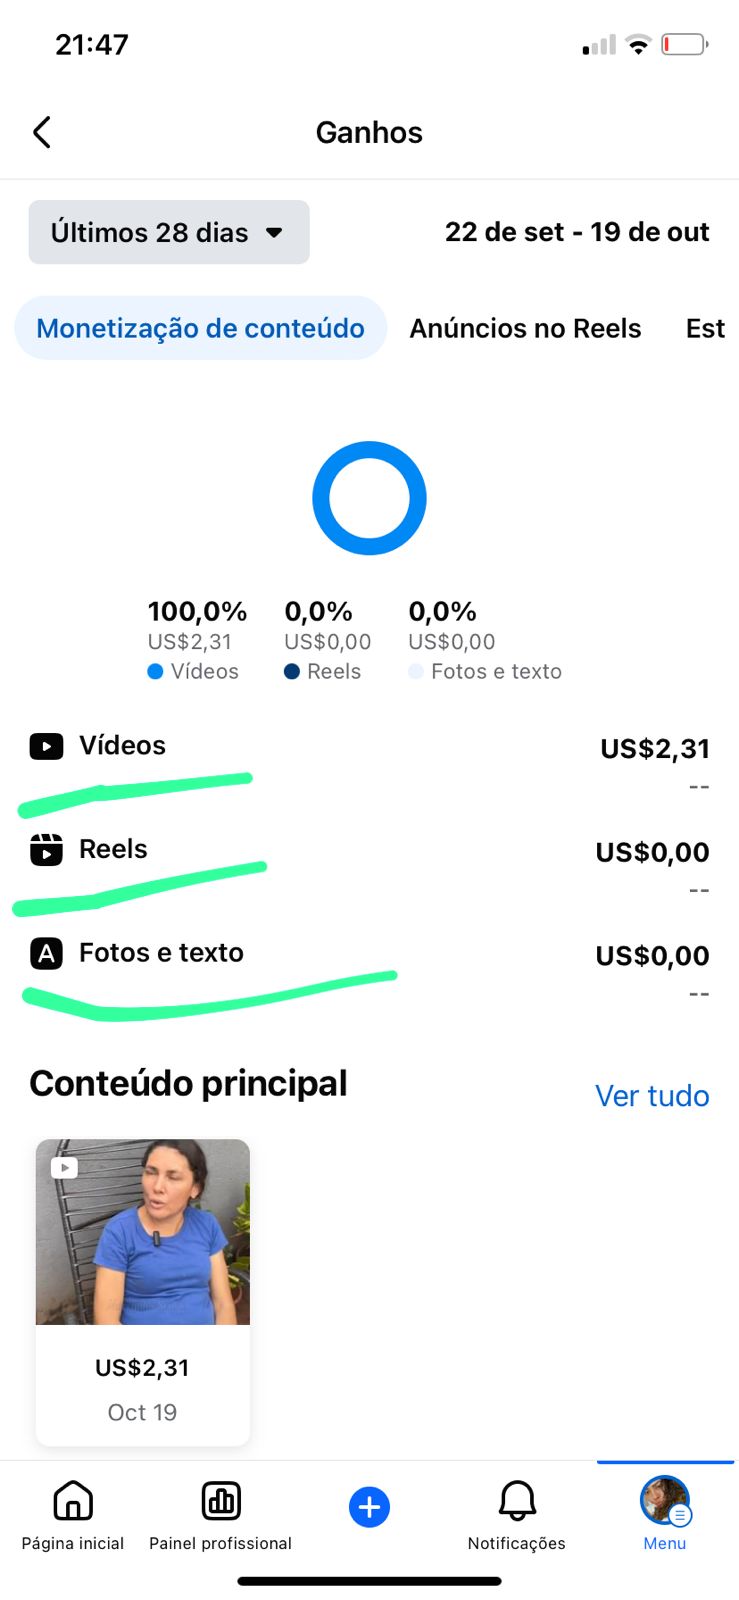 21:47
Ganhos
Últimos 28 dias
22 de set - 19 de out
Monetização de conteúdo
Anúncios no Reels
Est
100,0%
0,0%
0,0%
US$2,31
US$0,00
US$0,00
Vídeos
Reels
Fotos e texto
Vídeos
US$2,31
--
Reels
US$0,00
--
A
Fotos e texto
US$0,00
--
Conteúdo principal
Ver tudo
US$2,31
Oct 19
Página inicial
Painel profissional
Notificações
Menu